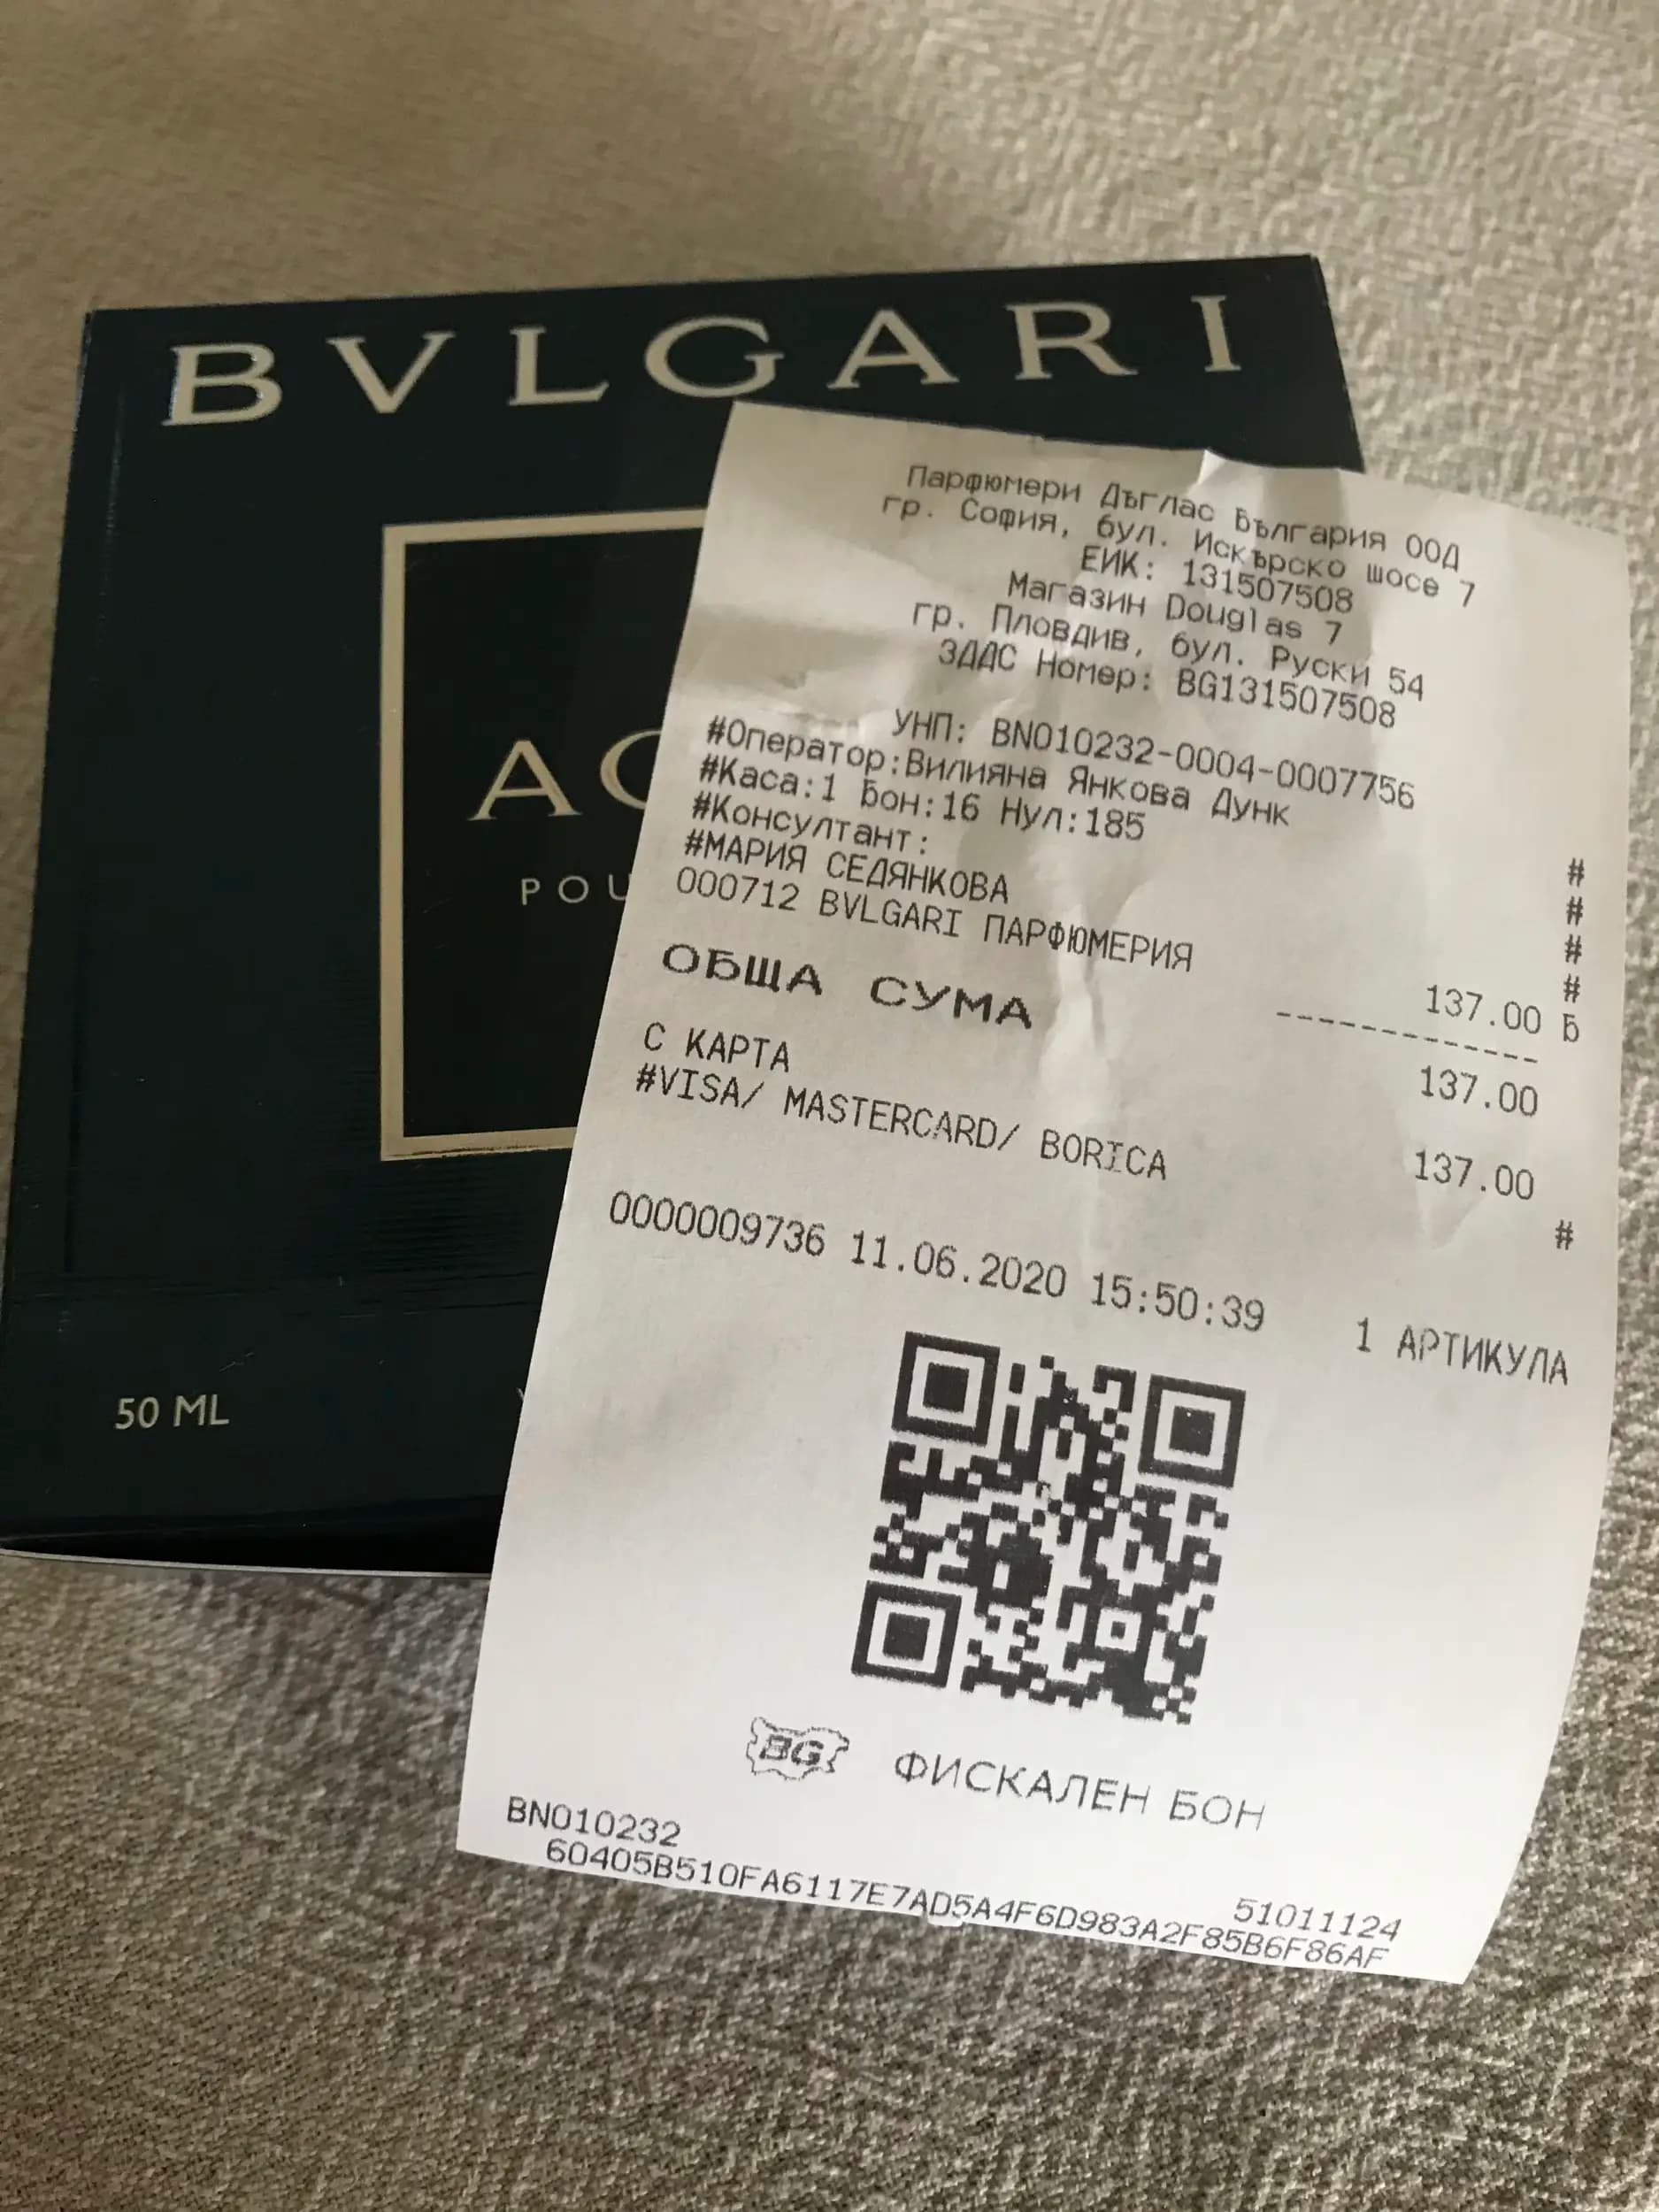 BVLGARI
POU
50 ML
Парфюмери Дъглас България ООД
гр. София, бул. Искърско шосе 7
ЕИК: 131507508
Магазин Douglas 7
гр. Пловдив, бул. Руски 54
ЗДДС Номер: BG131507508
УНП: BN010232-0004-0007756
#Оператор:Вилияна Янкова Дунк #
#Каса:1 Бон:16 Нул:185 #
#Консултант: #
#МАРИЯ СЕДЯНКОВА #
000712 BVLGARI ПАРФЮМЕРИЯ 137.00 Б
------------
ОБЩА СУМА 137.00
С КАРТА 137.00
#VISA/ MASTERCARD/ BORICA #
0000009736 11.06.2020 15:50:39 1 АРТИКУЛА
BG ФИСКАЛЕН БОН
BN010232 51011124
60405B510FA6117E7AD5A4F6D983A2F85B6F86AF